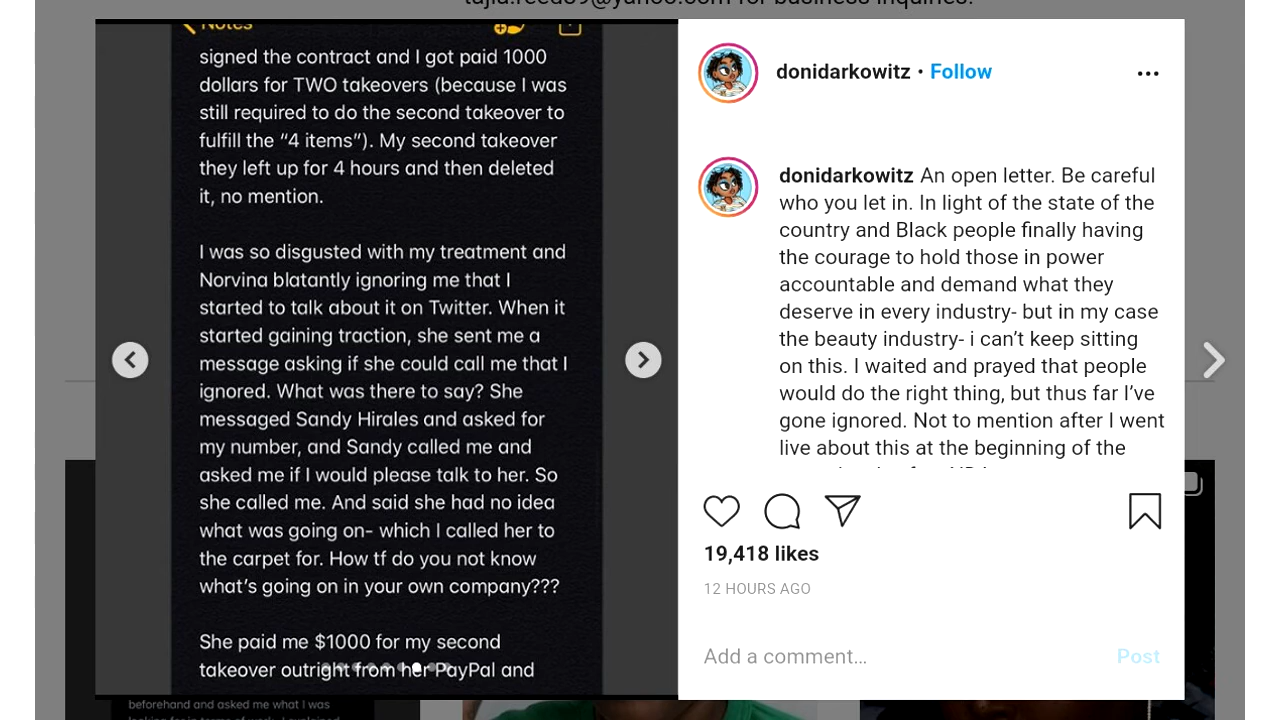 tajia.reed89@yahoo.com for business inquiries.
Notes
signed the contract and I got paid 1000
dollars for TWO takeovers (because I was
still required to do the second takeover to
fulfill the “4 items”). My second takeover
they left up for 4 hours and then deleted
it, no mention.
I was so disgusted with my treatment and
Norvina blatantly ignoring me that I
started to talk about it on Twitter. When it
started gaining traction, she sent me a
message asking if she could call me that I
ignored. What was there to say? She
messaged Sandy Hirales and asked for
my number, and Sandy called me and
asked me if I would please talk to her. So
she called me. And said she had no idea
what was going on- which I called her to
the carpet for. How tf do you not know
what’s going on in your own company???
She paid me $1000 for my second
takeover outright from her PayPal and
donidarkowitz • Follow
donidarkowitz An open letter. Be careful
who you let in. In light of the state of the
country and Black people finally having
the courage to hold those in power
accountable and demand what they
deserve in every industry- but in my case
the beauty industry- i can’t keep sitting
on this. I waited and prayed that people
would do the right thing, but thus far I’ve
gone ignored. Not to mention after I went
live about this at the beginning of the
19,418 likes
12 HOURS AGO
Add a comment…
Post
beforehand and asked me what I was